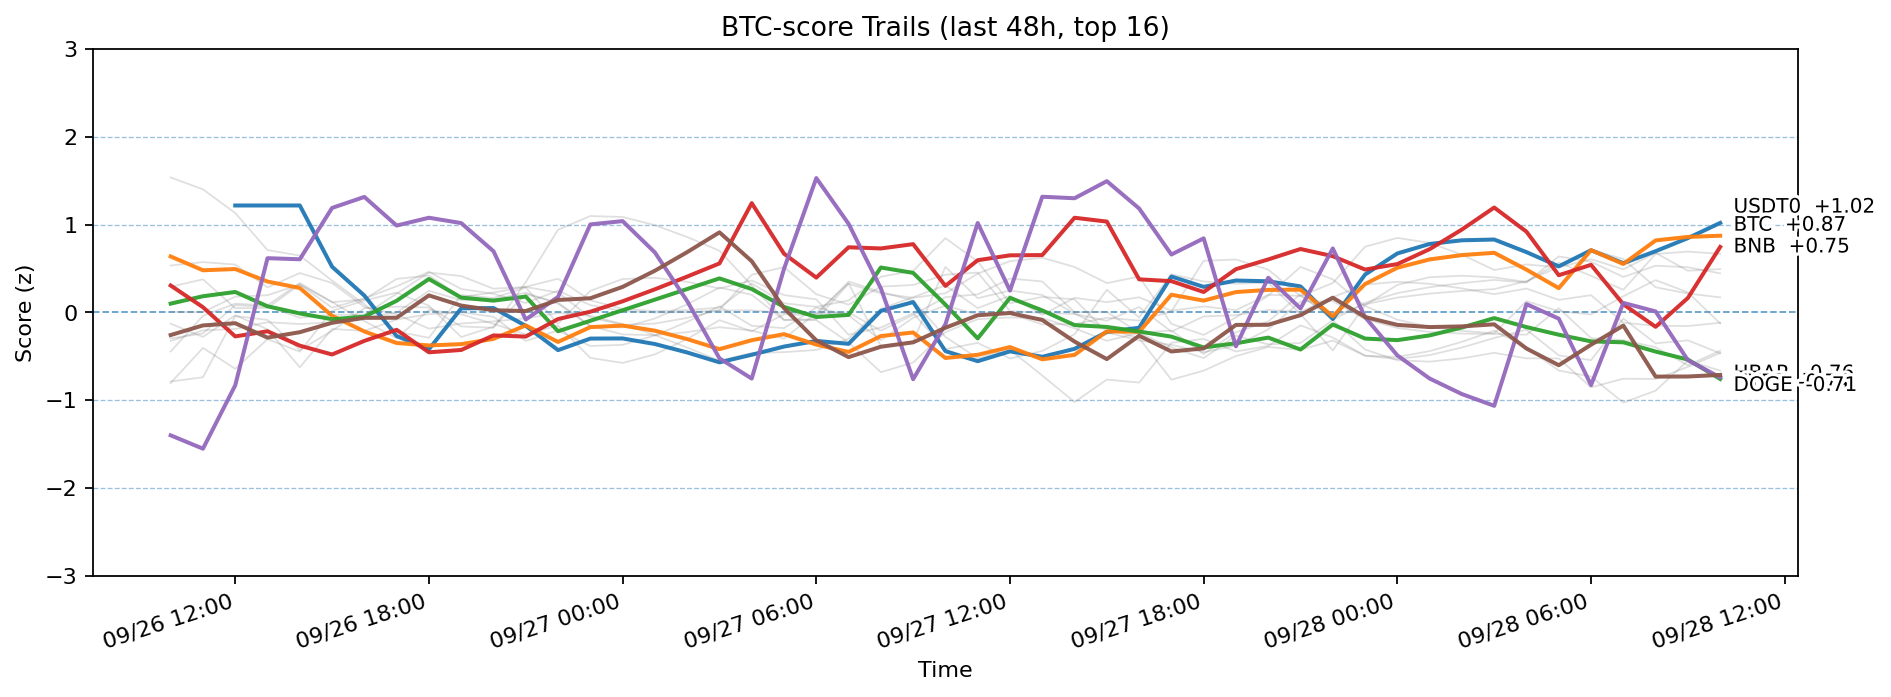 BTC-score Trails (last 48h, top 16)
Score (z)
3
2
1
0
−1
−2
−3
USDT0 +1.02
BTC +0.87
BNB +0.75
DOGE -0.71
09/26 12:00
09/26 18:00
09/27 00:00
09/27 06:00
09/27 12:00
09/27 18:00
09/28 00:00
09/28 06:00
09/28 12:00
Time